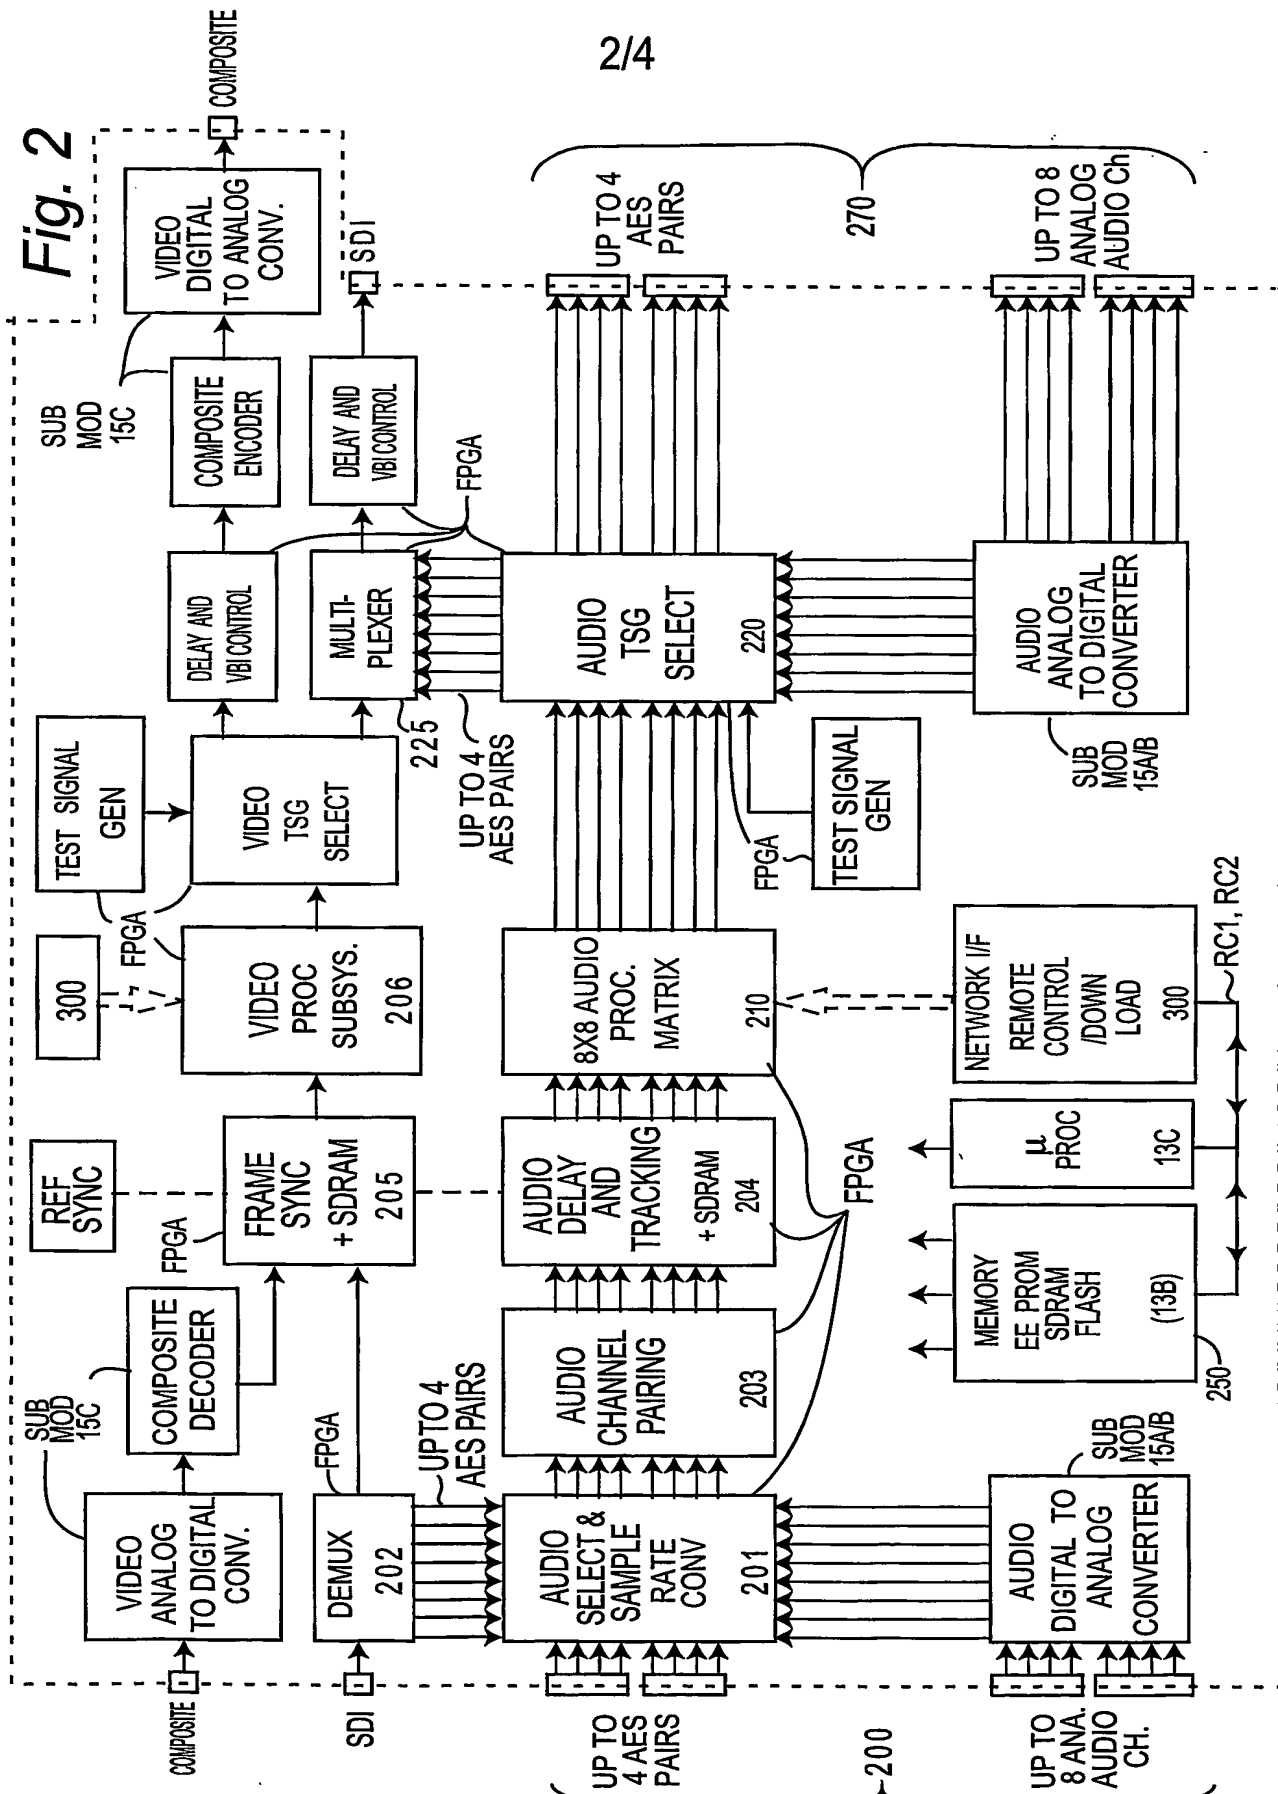 2/4
Fig. 2
COMPOSITE
VIDEO
ANALOG
TO DIGITAL
CONV.
SUB
MOD
15C
COMPOSITE
DECODER
REF
SYNC
FPGA
FRAME
SYNC
+ SDRAM
205
300
VIDEO
PROC
SUBSYS.
206
FPGA
TEST SIGNAL
GEN
VIDEO
TSG
SELECT
DELAY AND
VBI CONTROL
COMPOSITE
ENCODER
SUB
MOD
15C
VIDEO
DIGITAL
TO ANALOG
CONV.
COMPOSITE
SDI
DEMUX
202
FPGA
UPTO 4
AES PAIRS
225
MULTI-
PLEXER
UP TO 4
AES PAIRS
DELAY AND
VBI CONTROL
FPGA
SDI
UP TO
4 AES
PAIRS
AUDIO
SELECT &
SAMPLE
RATE
CONV
201
AUDIO
CHANNEL
PAIRING
203
AUDIO
DELAY
AND
TRACKING
+ SDRAM
204
8X8 AUDIO
PROC.
MATRIX
210
AUDIO
TSG
SELECT
220
UP TO 4
AES
PAIRS
FPGA
FPGA
TEST SIGNAL
GEN
200
270
UP TO
8 ANA.
AUDIO
CH.
AUDIO
DIGITAL TO
ANALOG
CONVERTER
SUB
MOD
15A/B
MEMORY
EE PROM
SDRAM
FLASH
(13B)
250
μ
PROC
13C
NETWORK I/F
REMOTE
CONTROL
/DOWN
LOAD
300
RC1, RC2
SUB
MOD
15A/B
AUDIO
ANALOG
TO DIGITAL
CONVERTER
UP TO 8
ANALOG
AUDIO Ch